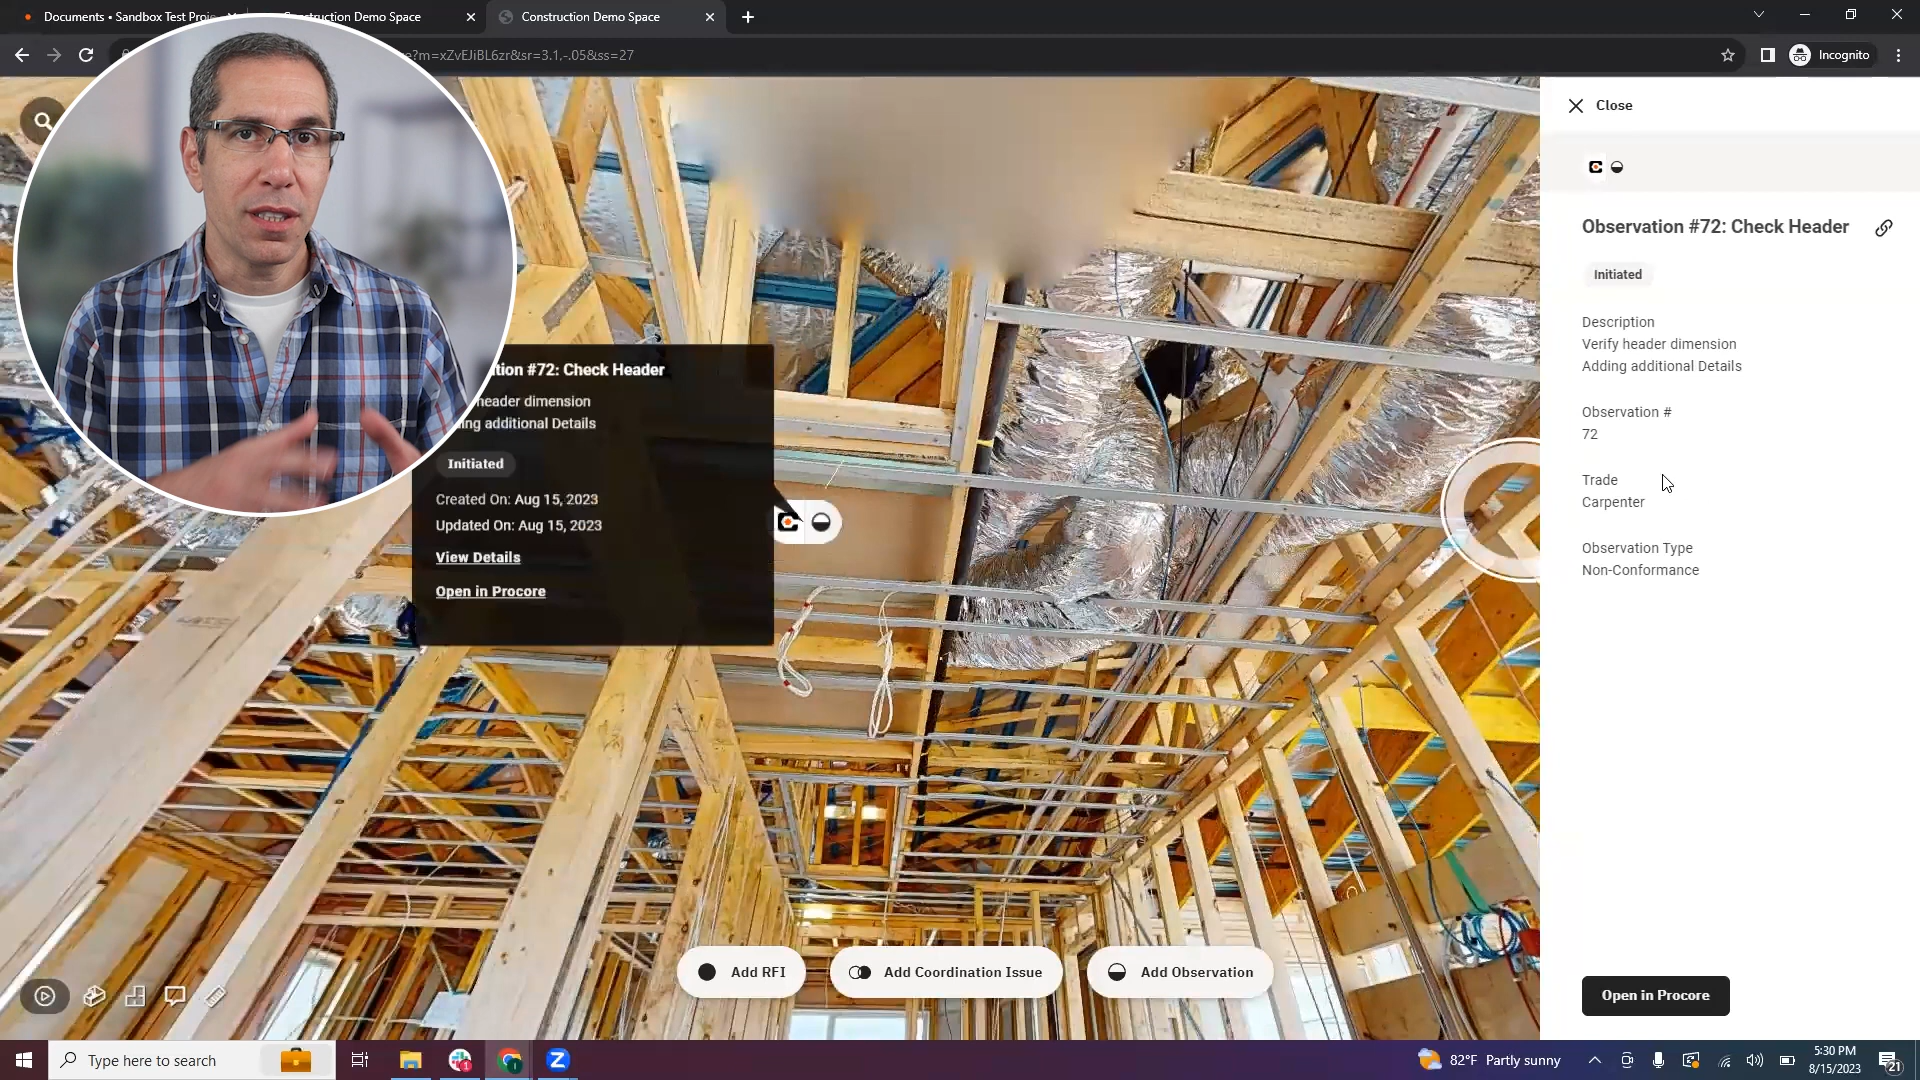 Documents • Sandbox Test Proje
Construction Demo Space
Construction Demo Space
?m=xZvEJiBL6zr&sr=3.1,-.05&ss=27
Incognito
Close
Observation #72: Check Header
Initiated
Description
Verify header dimension
Adding additional Details
Observation #
72
Trade
Carpenter
Observation Type
Non-Conformance
Open in Procore
tion #72: Check Header
header dimension
ing additional Details
Initiated
Created On: Aug 15, 2023
Updated On: Aug 15, 2023
View Details
Open in Procore
Add RFI
Add Coordination Issue
Add Observation
Type here to search
82°F Partly sunny
5:30 PM
8/15/2023
21